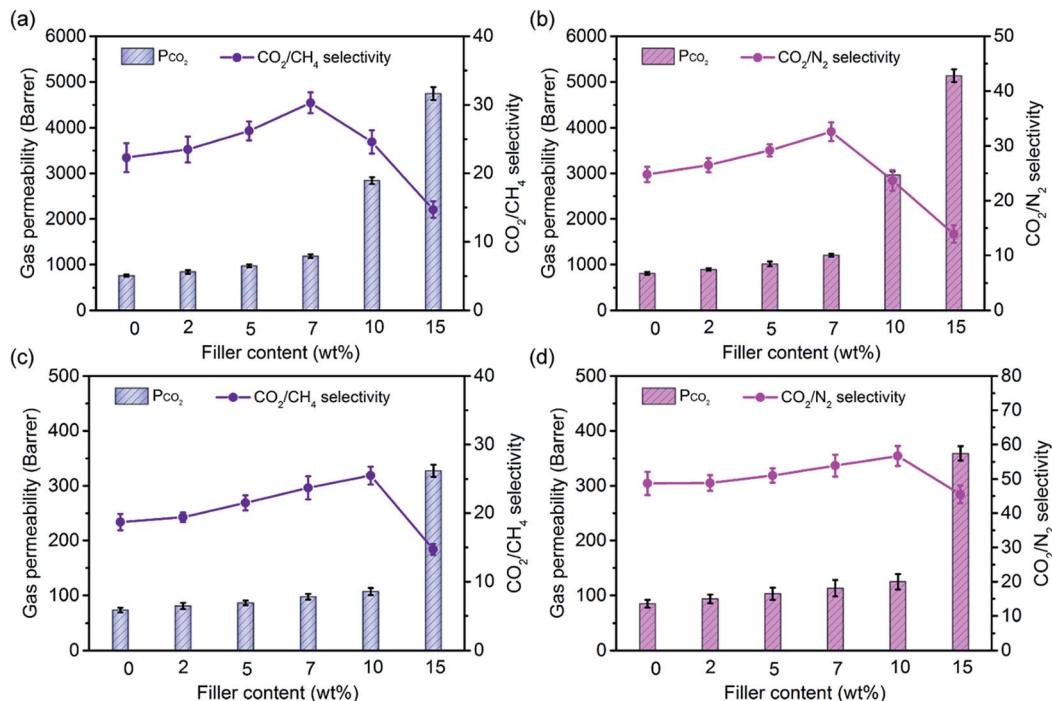 (a)
6000
5000
4000
3000
2000
1000
0
Gas permeability (Barrer)
PCO₂
CO₂/CH₄ selectivity
40
30
20
10
0
CO₂/CH₄ selectivity
0 2 5 7 10 15
Filler content (wt%)
(b)
6000
5000
4000
3000
2000
1000
0
Gas permeability (Barrer)
PCO₂
CO₂/N₂ selectivity
50
40
30
20
10
0
CO₂/N₂ selectivity
0 2 5 7 10 15
Filler content (wt%)
(c)
500
400
300
200
100
0
Gas permeability (Barrer)
PCO₂
CO₂/CH₄ selectivity
40
30
20
10
0
CO₂/CH₄ selectivity
0 2 5 7 10 15
Filler content (wt%)
(d)
500
400
300
200
100
0
Gas permeability (Barrer)
PCO₂
CO₂/N₂ selectivity
80
70
60
50
40
30
20
10
0
CO₂/N₂ selectivity
0 2 5 7 10 15
Filler content (wt%)